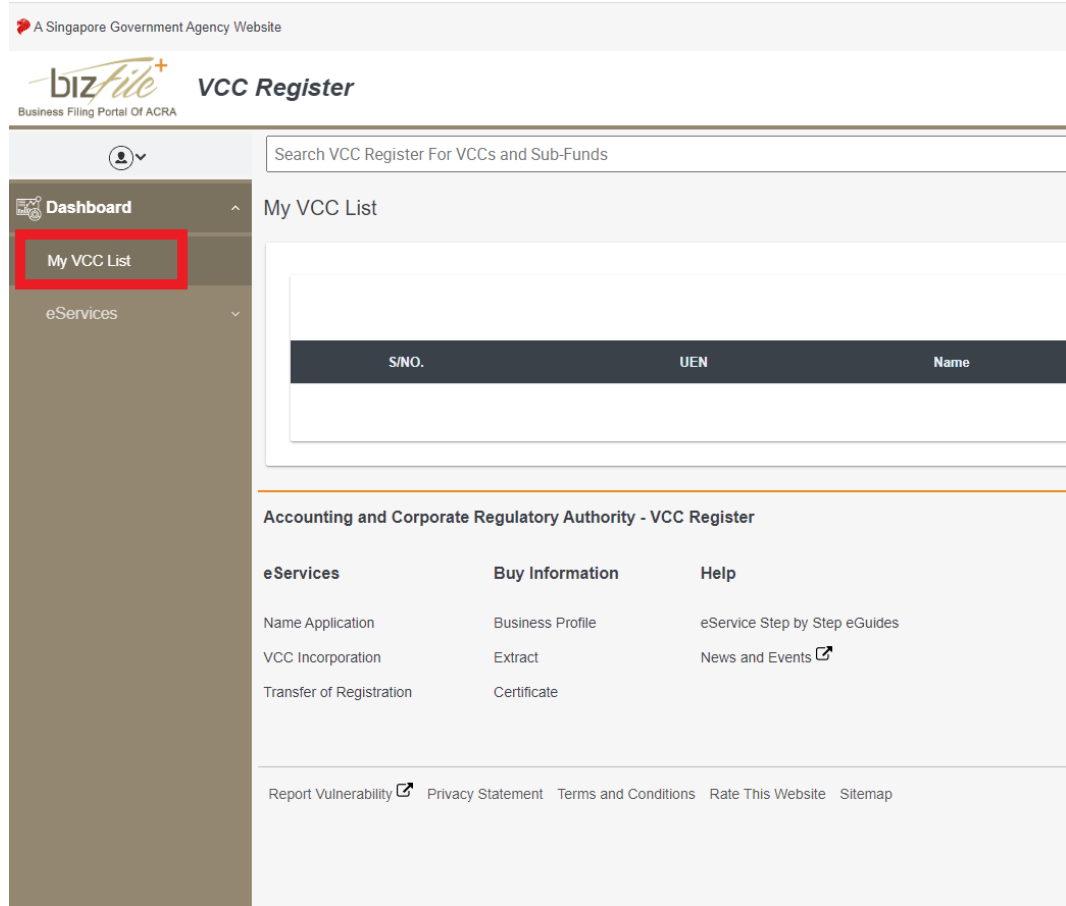 A Singapore Government Agency Website
bizfile+
Business Filing Portal Of ACRA
VCC Register
Search VCC Register For VCCs and Sub-Funds
Dashboard
My VCC List
eServices
My VCC List
S/NO. UEN Name
Accounting and Corporate Regulatory Authority - VCC Register
eServices Buy Information Help
Name Application Business Profile eService Step by Step eGuides
VCC Incorporation Extract News and Events
Transfer of Registration Certificate
Report Vulnerability Privacy Statement Terms and Conditions Rate This Website Sitemap